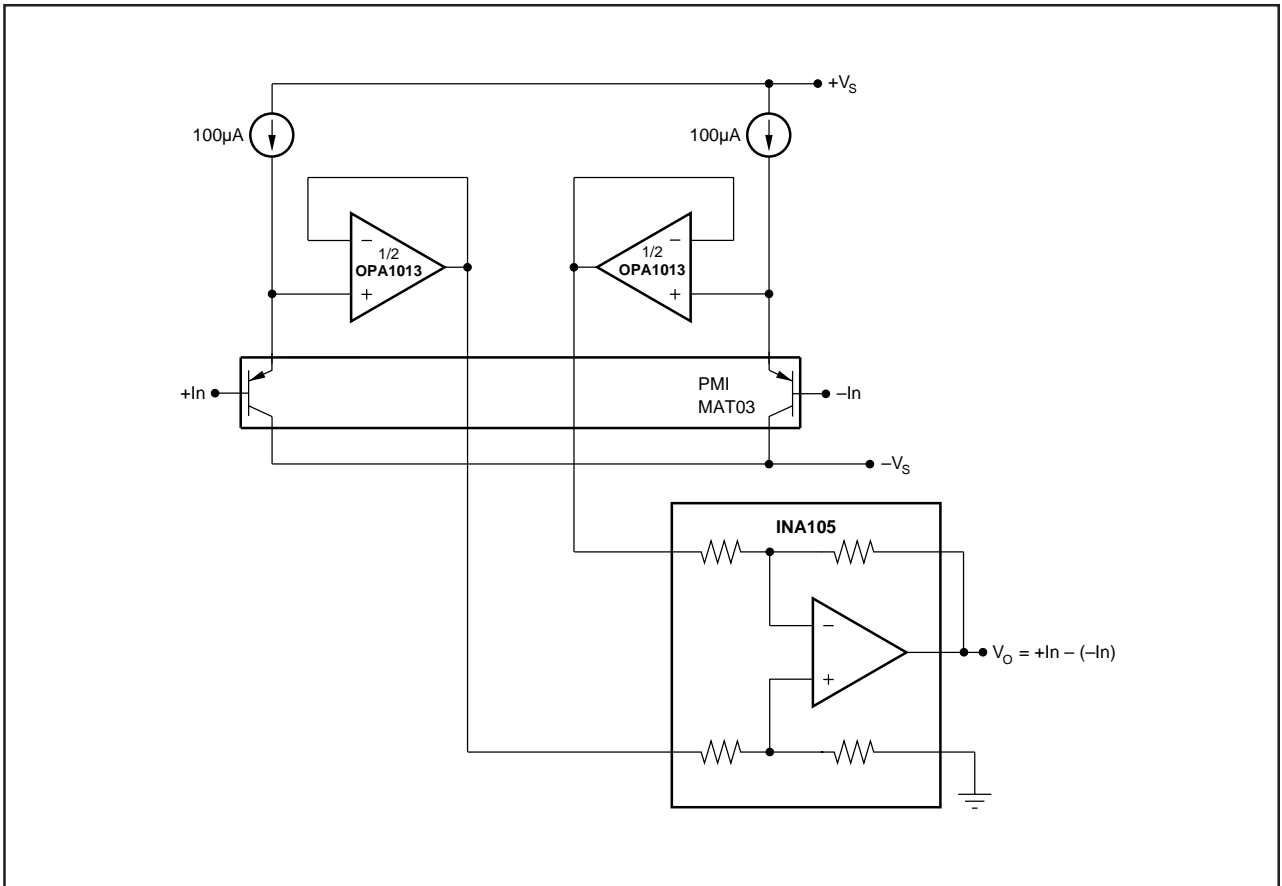 +VS
100µA
100µA
−
1/2
OPA1013
+
−
1/2
OPA1013
+
+In
PMI
MAT03
–In
–VS
INA105
−
+
VO = +In – (–In)